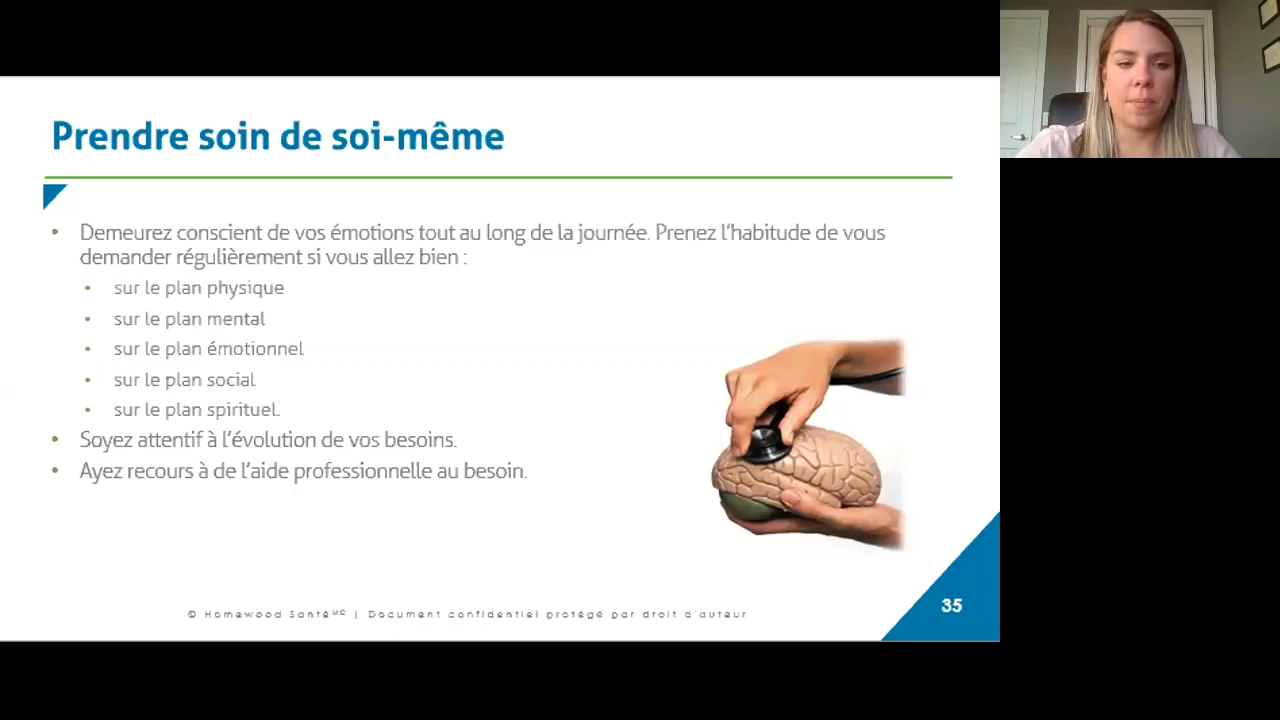 Prendre soin de soi-même
• Demeurez conscient de vos émotions tout au long de la journée. Prenez l'habitude de vous
demander régulièrement si vous allez bien :
• sur le plan physique
• sur le plan mental
• sur le plan émotionnel
• sur le plan social
• sur le plan spirituel.
• Soyez attentif à l'évolution de vos besoins.
• Ayez recours à de l'aide professionnelle au besoin.
© Homewood Santé MC | Document confidentiel protégé par droit d'auteur
35